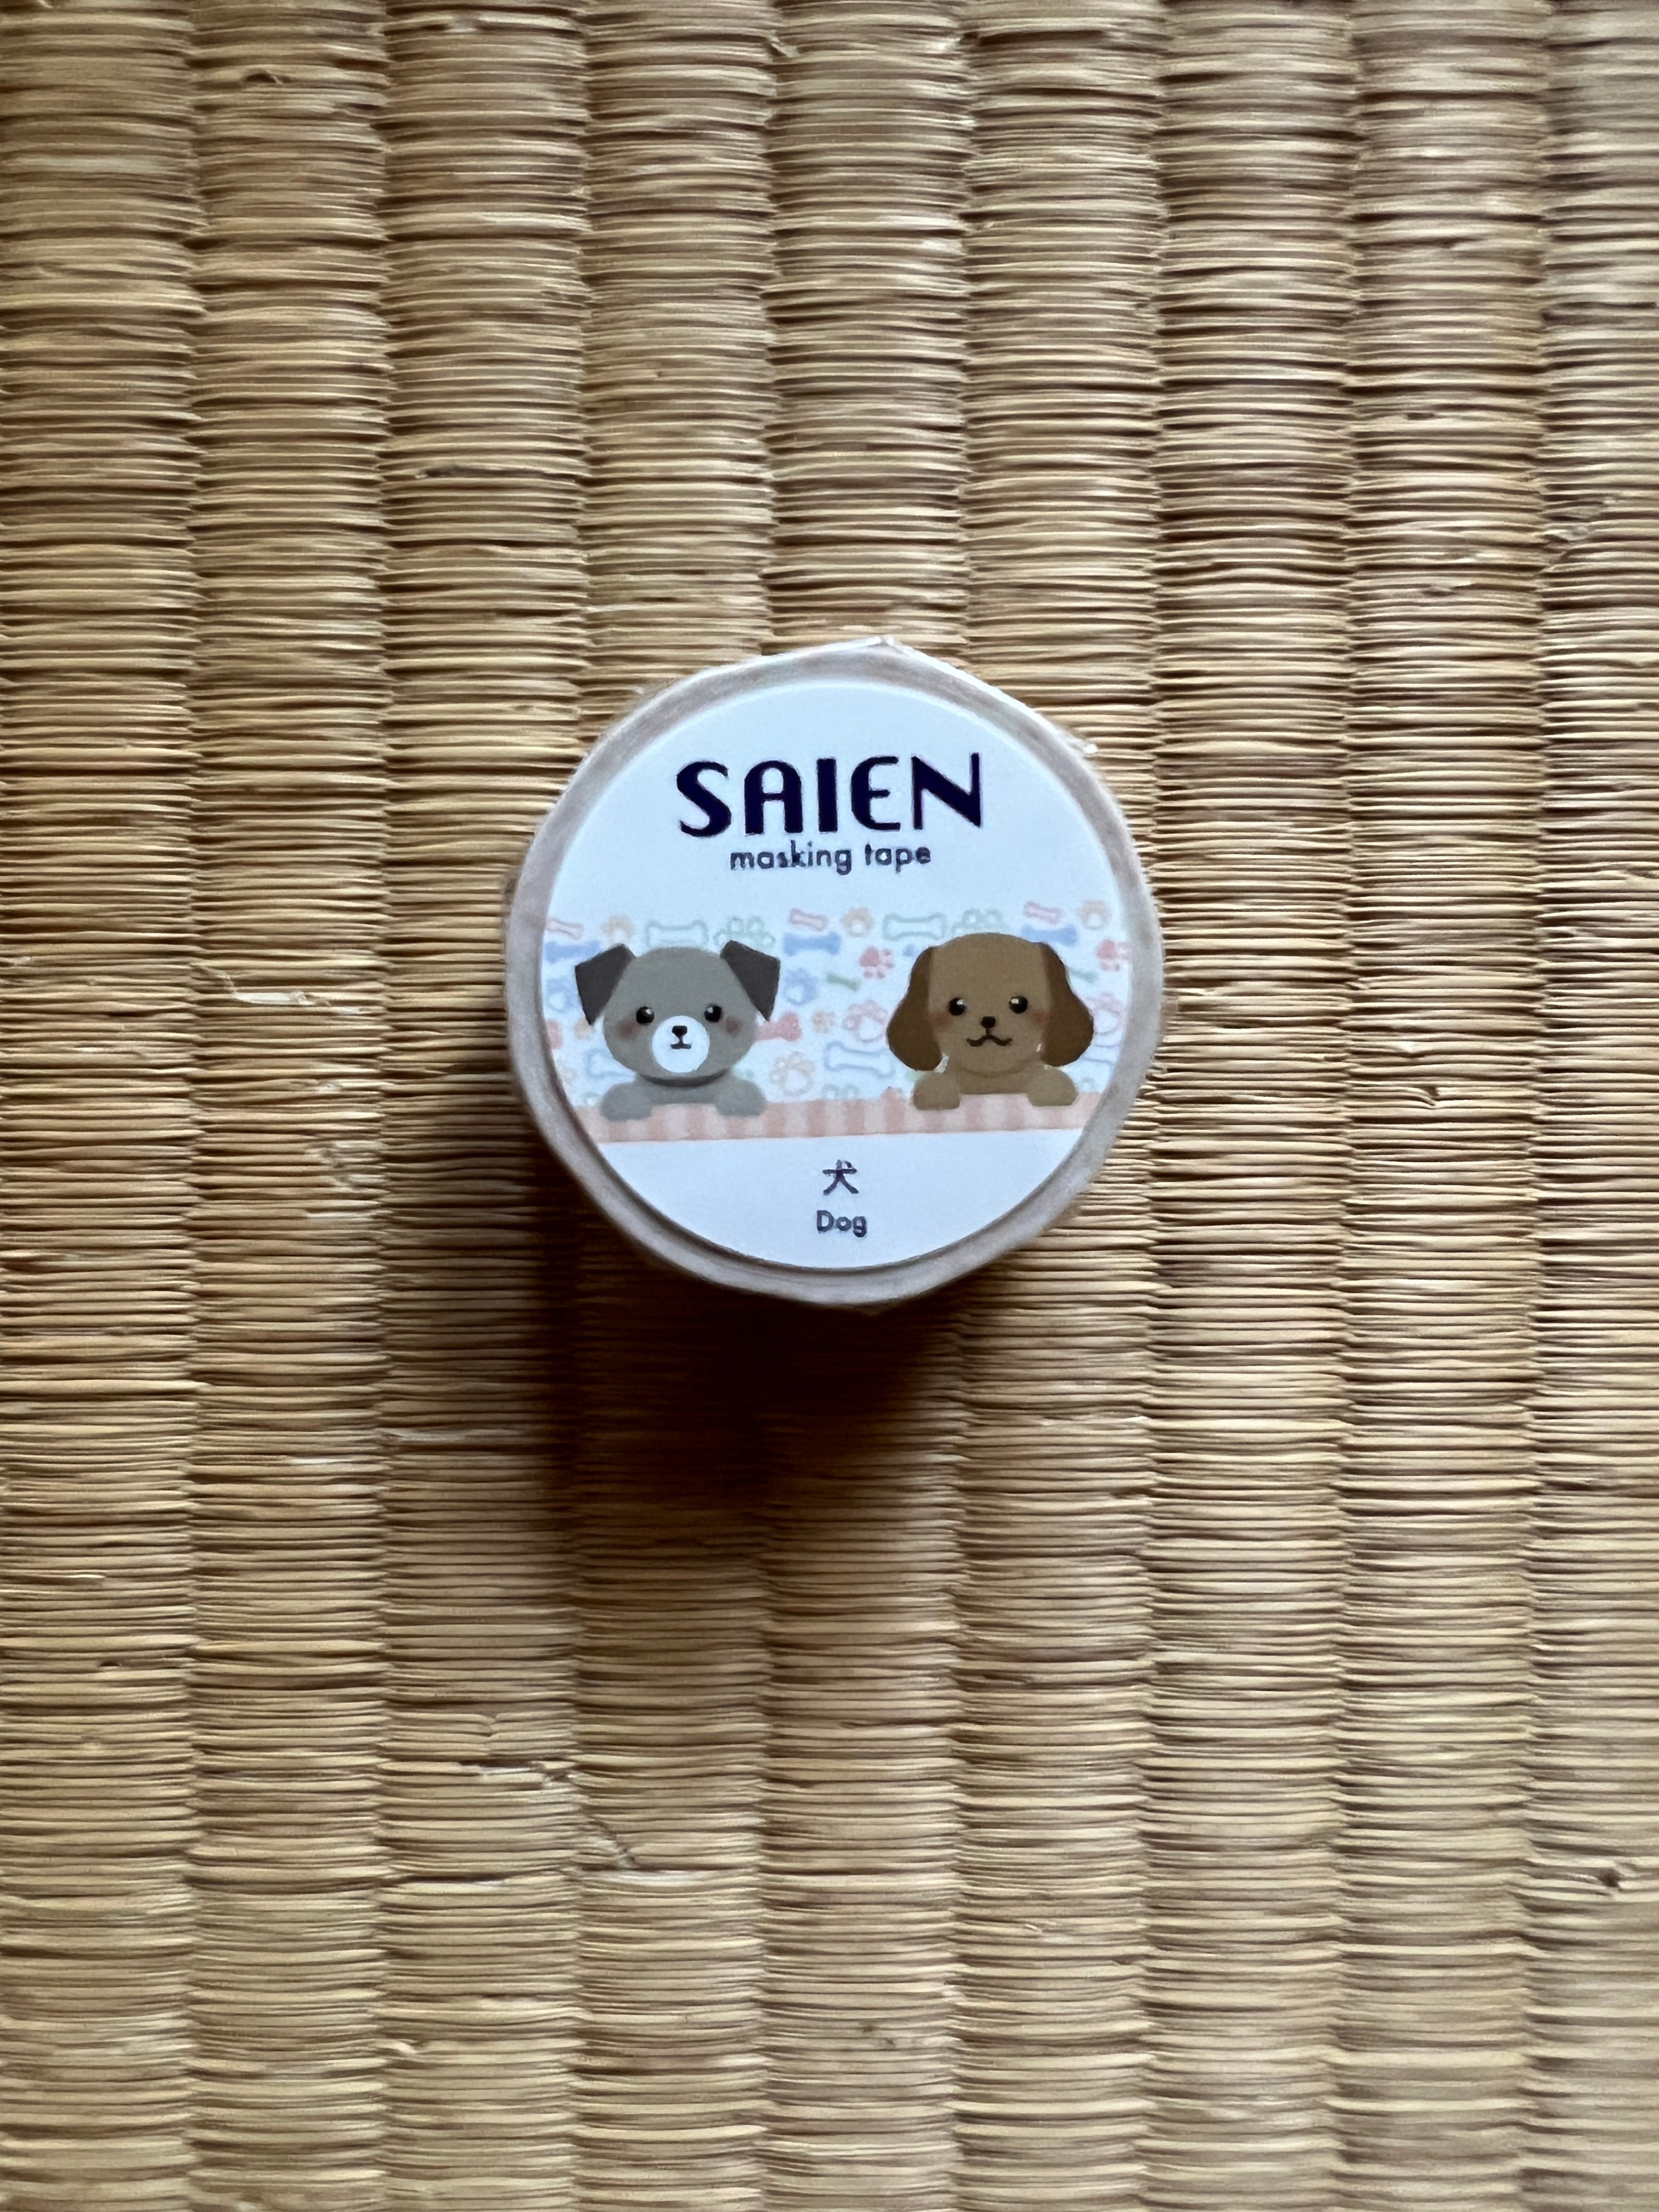 SAIEN
masking tape
犬
Dog